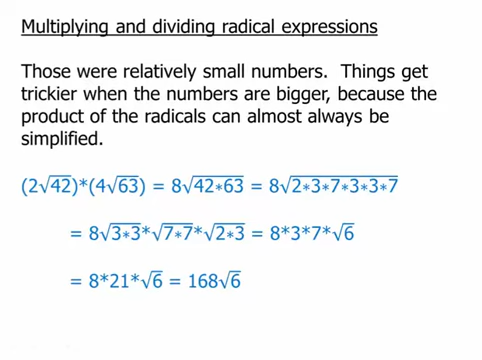 Multiplying and dividing radical expressions
Those were relatively small numbers.  Things get
trickier when the numbers are bigger, because the
product of the radicals can almost always be
simplified.
(2√42)*(4√63) = 8√42*63 = 8√2*3*7*3*3*7
= 8√3*3*√7*7*√2*3 = 8*3*7*√6
= 8*21*√6 = 168√6